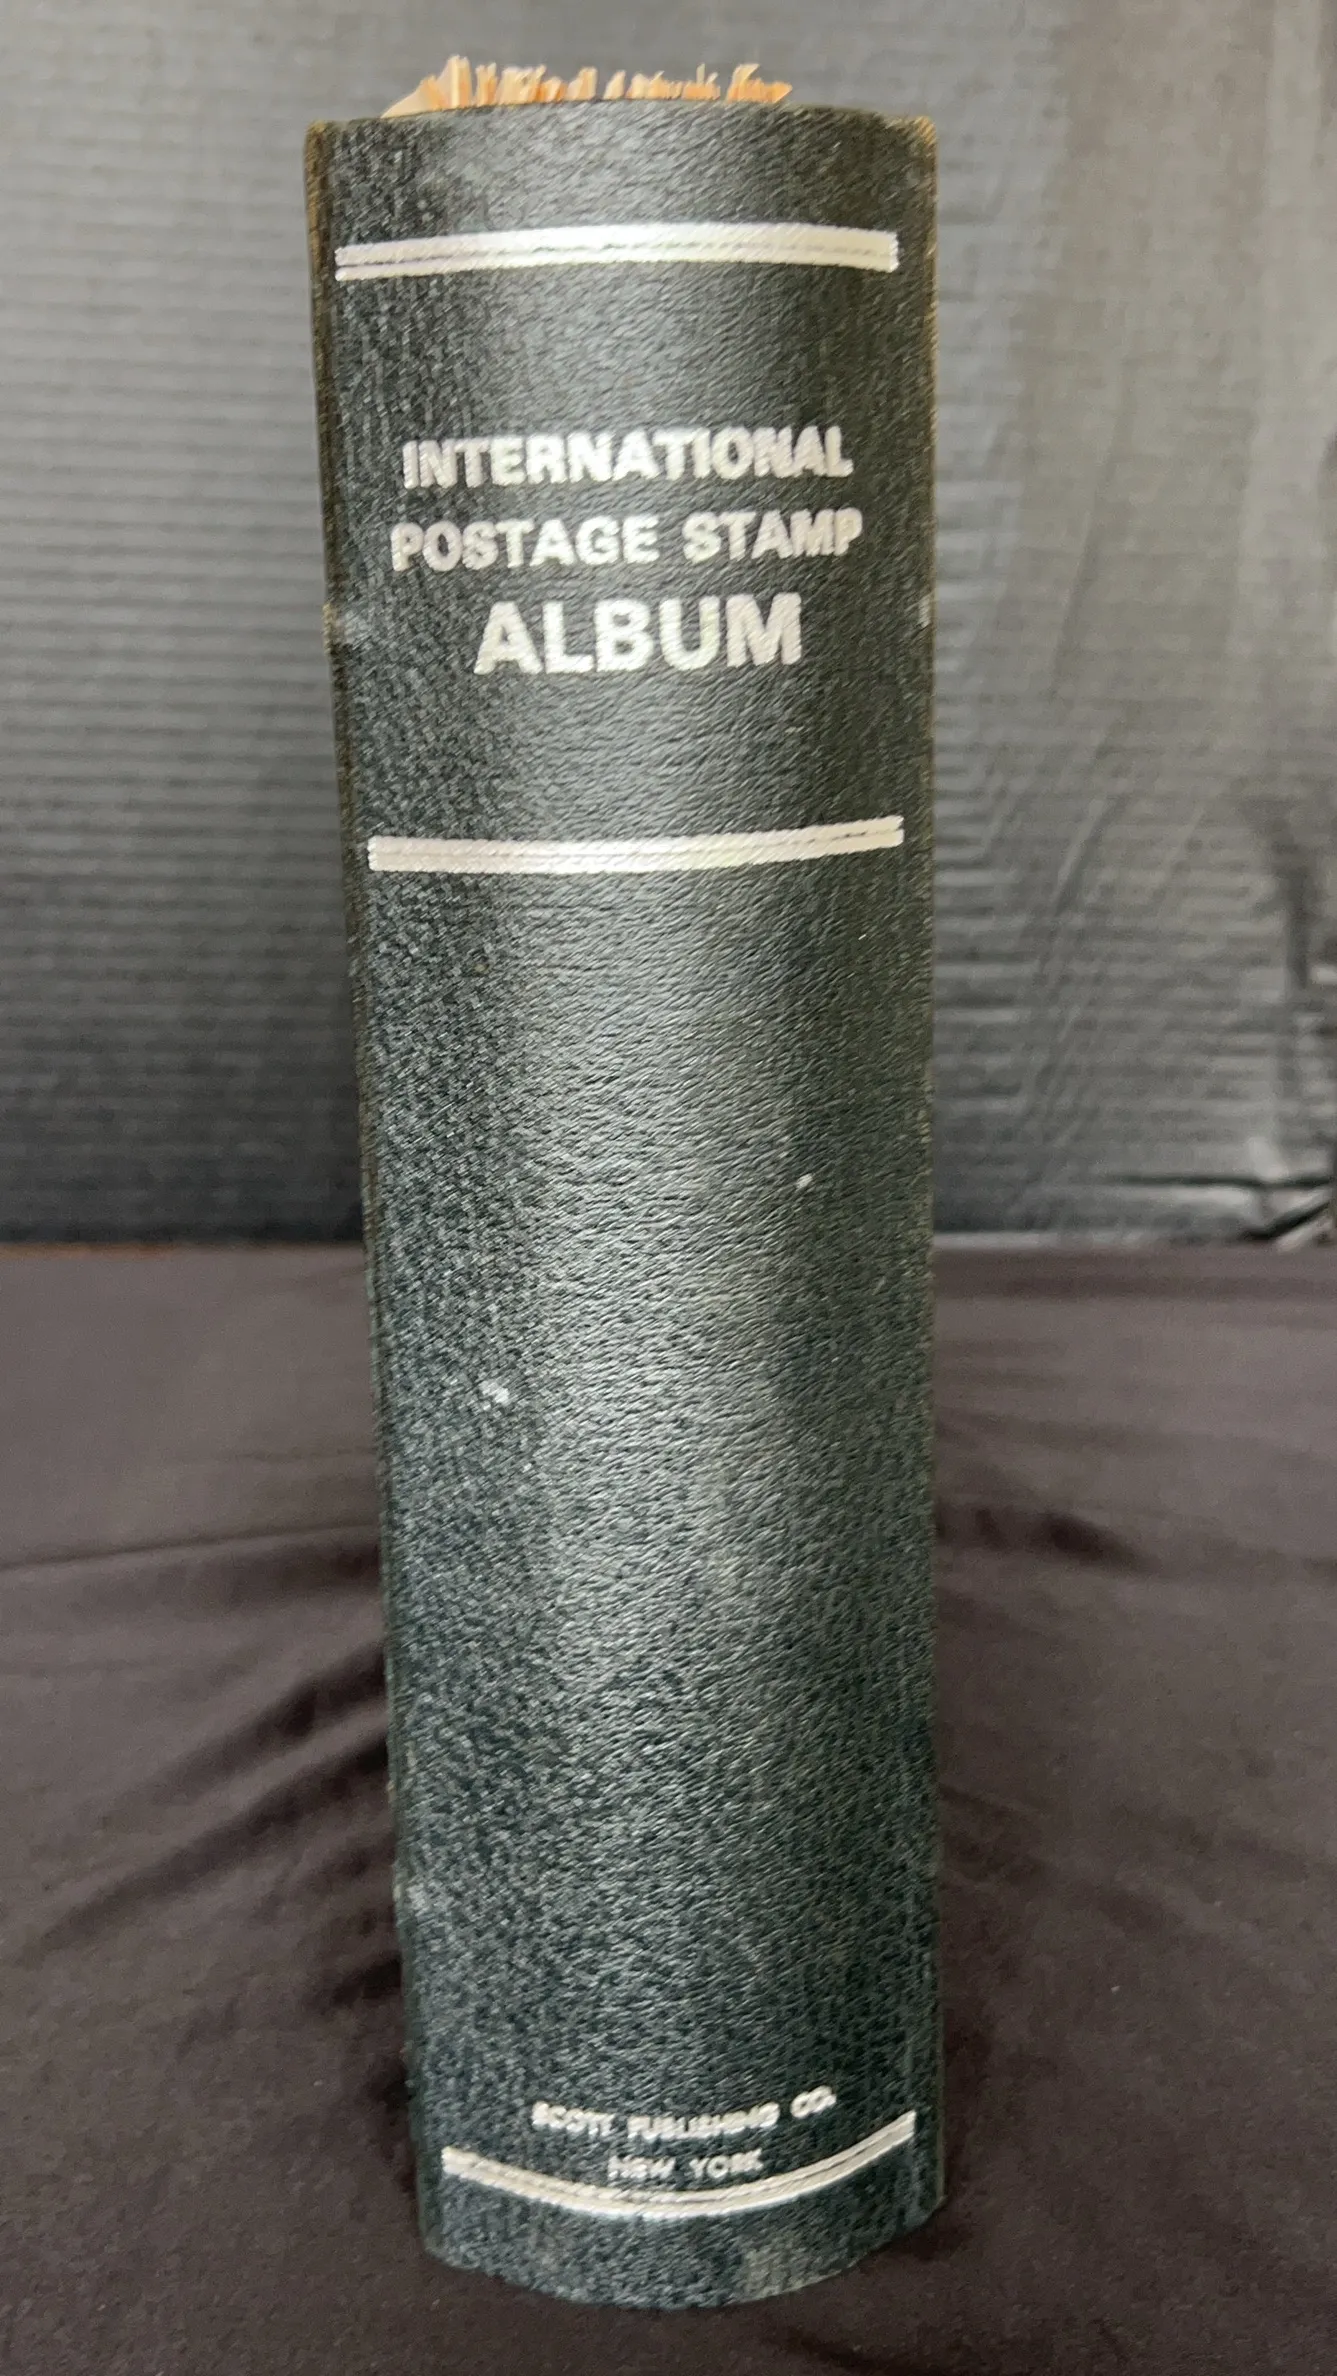 INTERNATIONAL
POSTAGE STAMP
ALBUM
SCOTT PUBLISHING CO.
NEW YORK